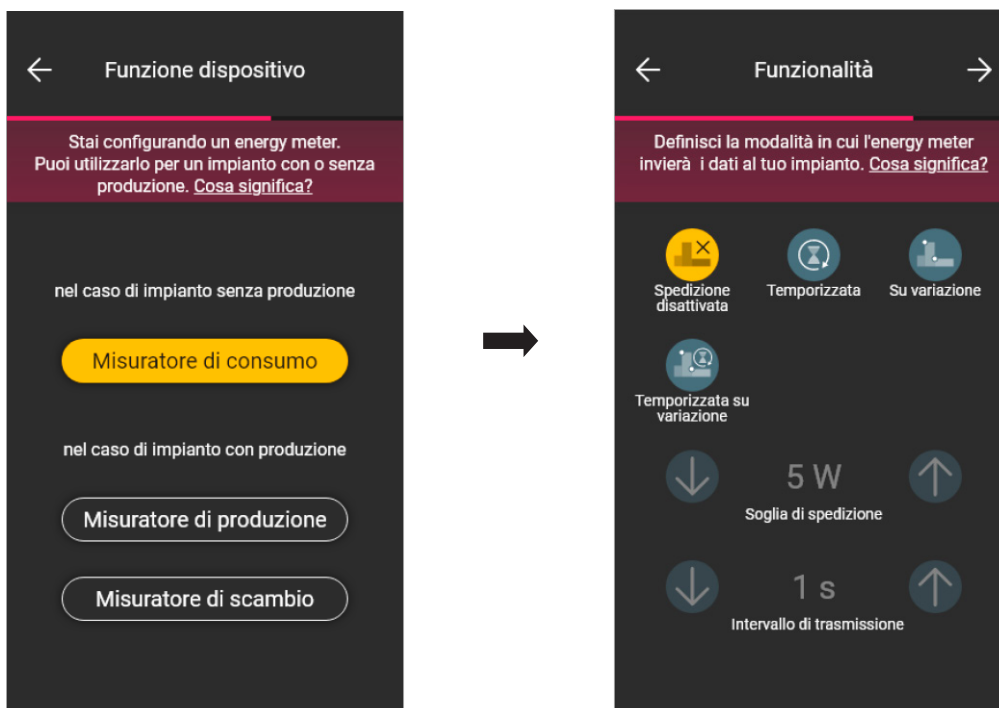 Funzione dispositivo
Stai configurando un energy meter.
Puoi utilizzarlo per un impianto con o senza
produzione. Cosa significa?
nel caso di impianto senza produzione
Misuratore di consumo
nel caso di impianto con produzione
Misuratore di produzione
Misuratore di scambio
Funzionalità
Definisci la modalità in cui l'energy meter
invierà i dati al tuo impianto. Cosa significa?
Spedizione
disattivata
Temporizzata
Su variazione
Temporizzata su
variazione
5 W
Soglia di spedizione
1 s
Intervallo di trasmissione